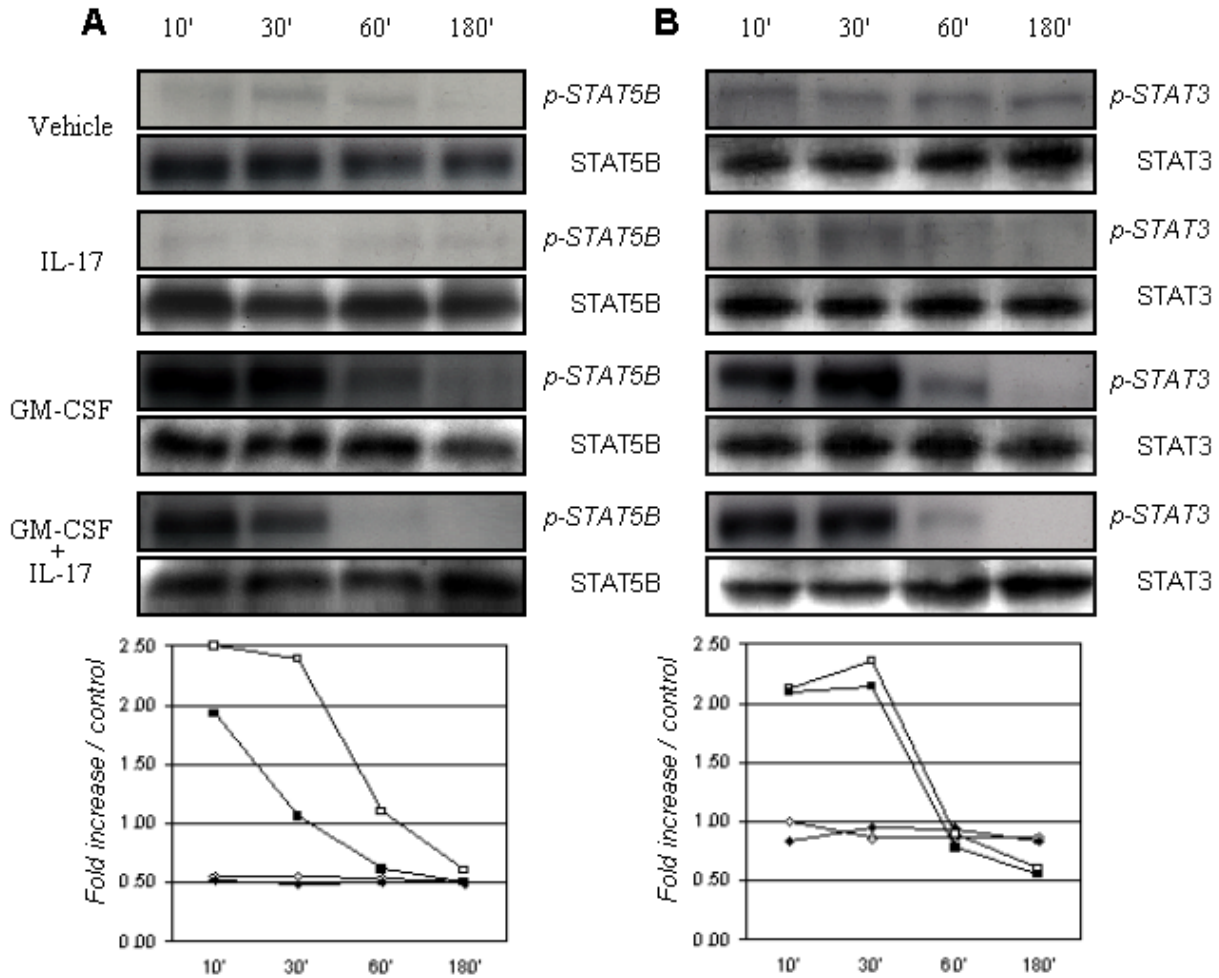 A 10' 30' 60' 180'
Vehicle
p-STAT5B
STAT5B
IL-17
p-STAT5B
STAT5B
GM-CSF
p-STAT5B
STAT5B
GM-CSF
+
IL-17
p-STAT5B
STAT5B
Fold increase / control
2.50
2.00
1.50
1.00
0.50
0.00
10' 30' 60' 180'
B 10' 30' 60' 180'
p-STAT3
STAT3
p-STAT3
STAT3
p-STAT3
STAT3
p-STAT3
STAT3
Fold increase / control
2.50
2.00
1.50
1.00
0.50
0.00
10' 30' 60' 180'